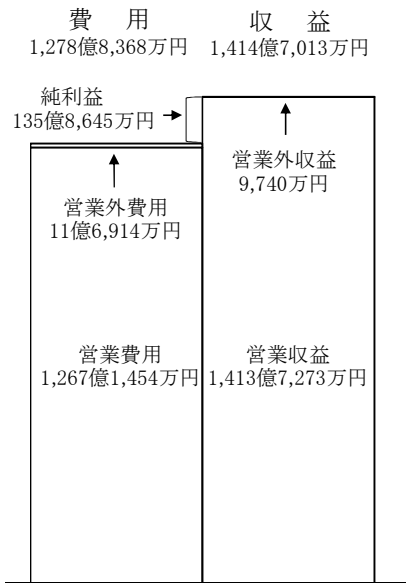 費 用
1,278億8,368万円
収 益
1,414億7,013万円
純利益
135億8,645万円
営業外費用
11億6,914万円
営業外収益
9,740万円
営業費用
1,267億1,454万円
営業収益
1,413億7,273万円